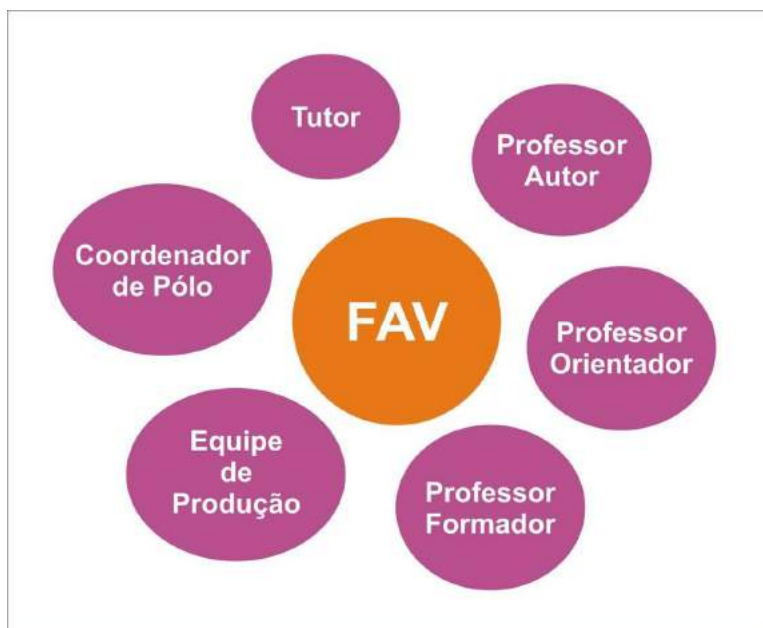 Tutor
Professor
Autor
Coordenador
de Pólo
FAV
Professor
Orientador
Equipe
de
Produção
Professor
Formador